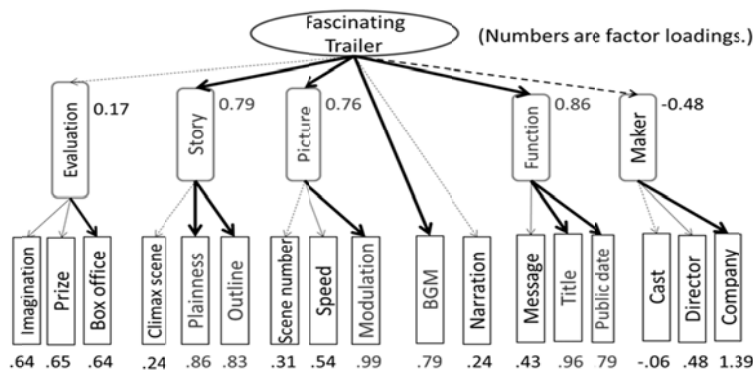 Fascinating
Trailer
(Numbers are factor loadings.)
Evaluation
0.17
Story
0.79
Picture
0.76
Function
0.86
Maker
-0.48
Imagination
Prize
Box office
Climax scene
Plainness
Outline
Scene number
Speed
Modulation
BGM
Narration
Message
Title
Public date
Cast
Director
Company
.64 .65 .64 .24 .86 .83 .31 .54 .99 .79 .24 .43 .96 .79 -.06 .48 1.39